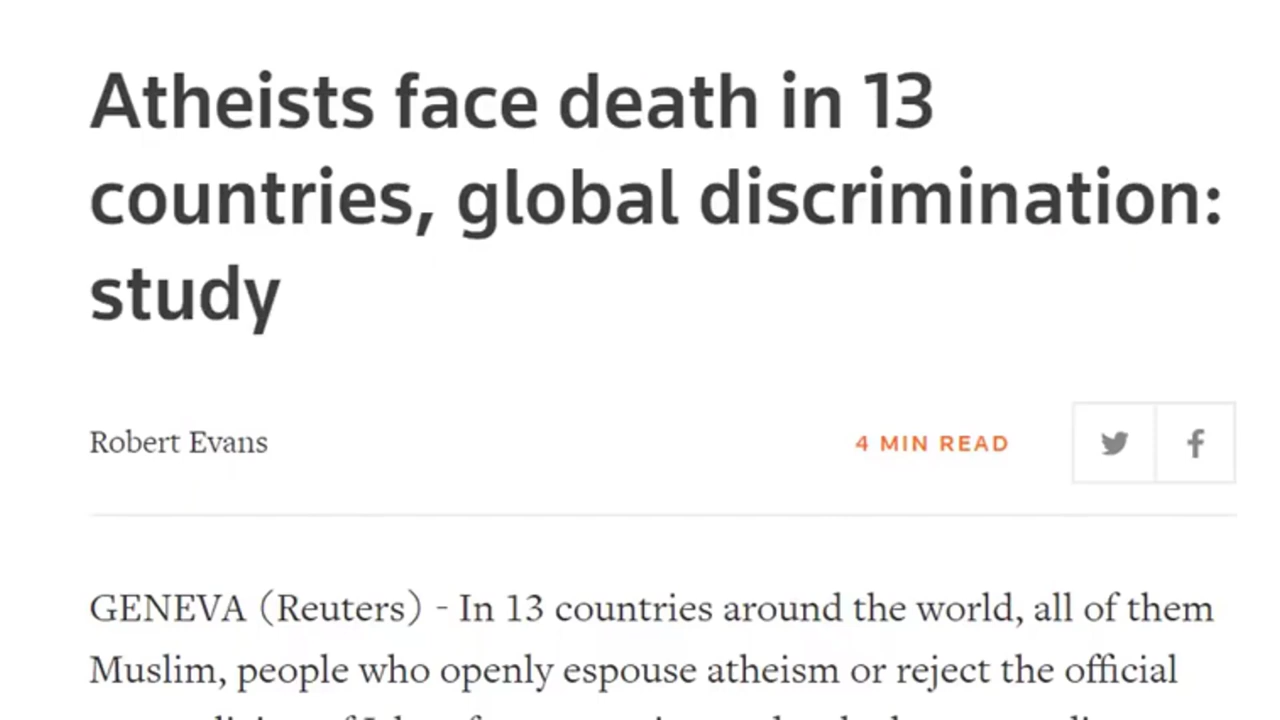 Atheists face death in 13
countries, global discrimination:
study
Robert Evans
4 MIN READ
GENEVA (Reuters) - In 13 countries around the world, all of them
Muslim, people who openly espouse atheism or reject the official